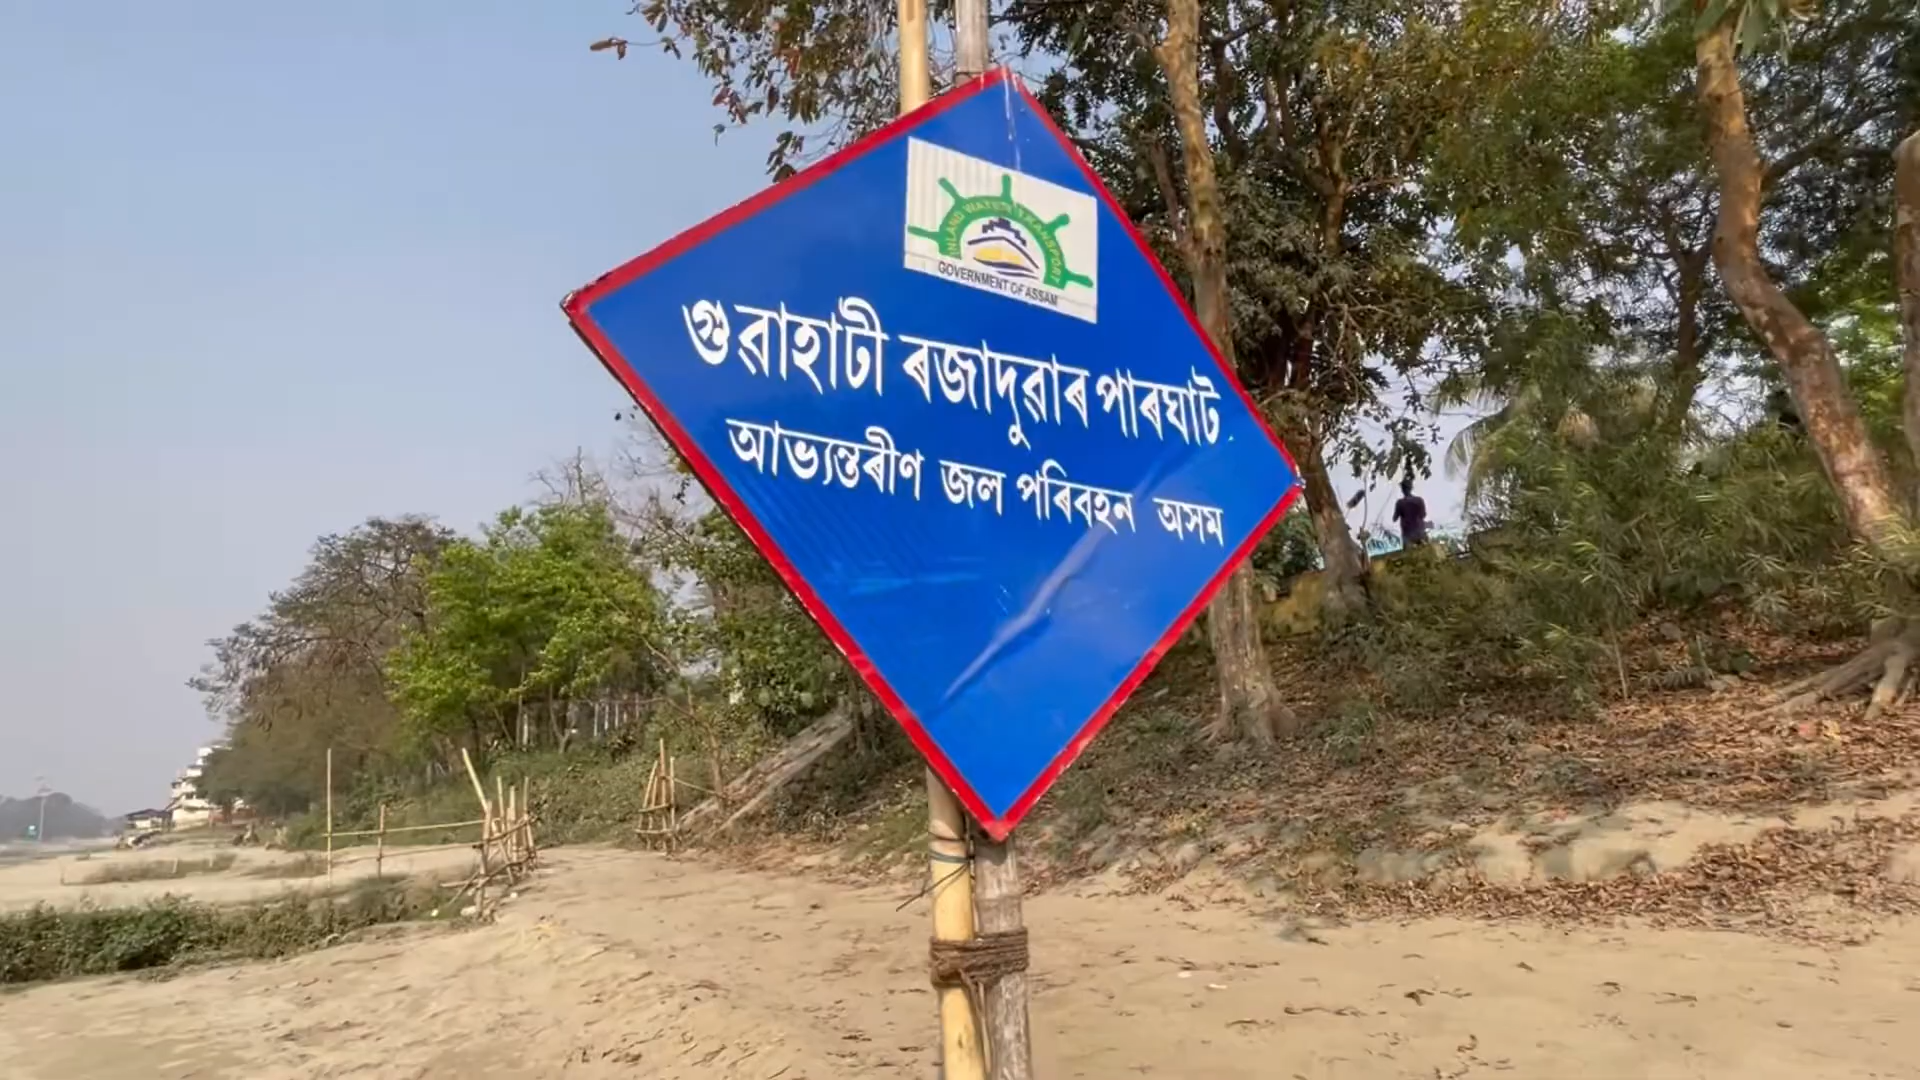 INLAND WATER TRANSPORT
GOVERNMENT OF ASSAM
গুৱাহাটী ৰজাদুৱাৰ পাৰঘাট
আভ্যন্তৰীণ জল পৰিবহন অসম